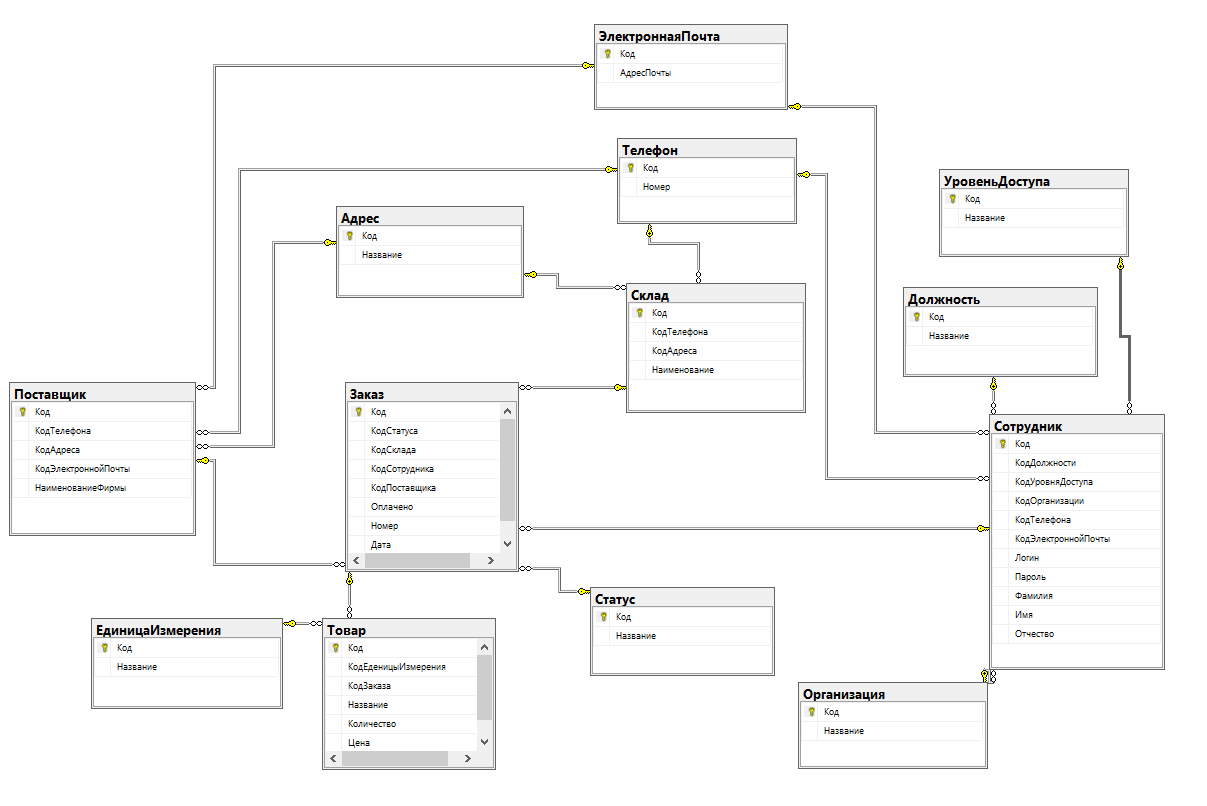 ЭлектроннаяПочта
Код
АдресПочты
Телефон
Код
Номер
УровеньДоступа
Код
Название
Адрес
Код
Название
Склад
Код
КодТелефона
КодАдреса
Наименование
Должность
Код
Название
Поставщик
Код
КодТелефона
КодАдреса
КодЭлектроннойПочты
НаименованиеФирмы
Заказ
Код
КодСтатуса
КодСклада
КодСотрудника
КодПоставщика
Оплачено
Номер
Дата
Сотрудник
Код
КодДолжности
КодУровняДоступа
КодОрганизации
КодТелефона
КодЭлектроннойПочты
Логин
Пароль
Фамилия
Имя
Отчество
Статус
Код
Название
ЕдиницаИзмерения
Код
Название
Товар
Код
КодЕденицыИзмерения
КодЗаказа
Название
Количество
Цена
Организация
Код
Название